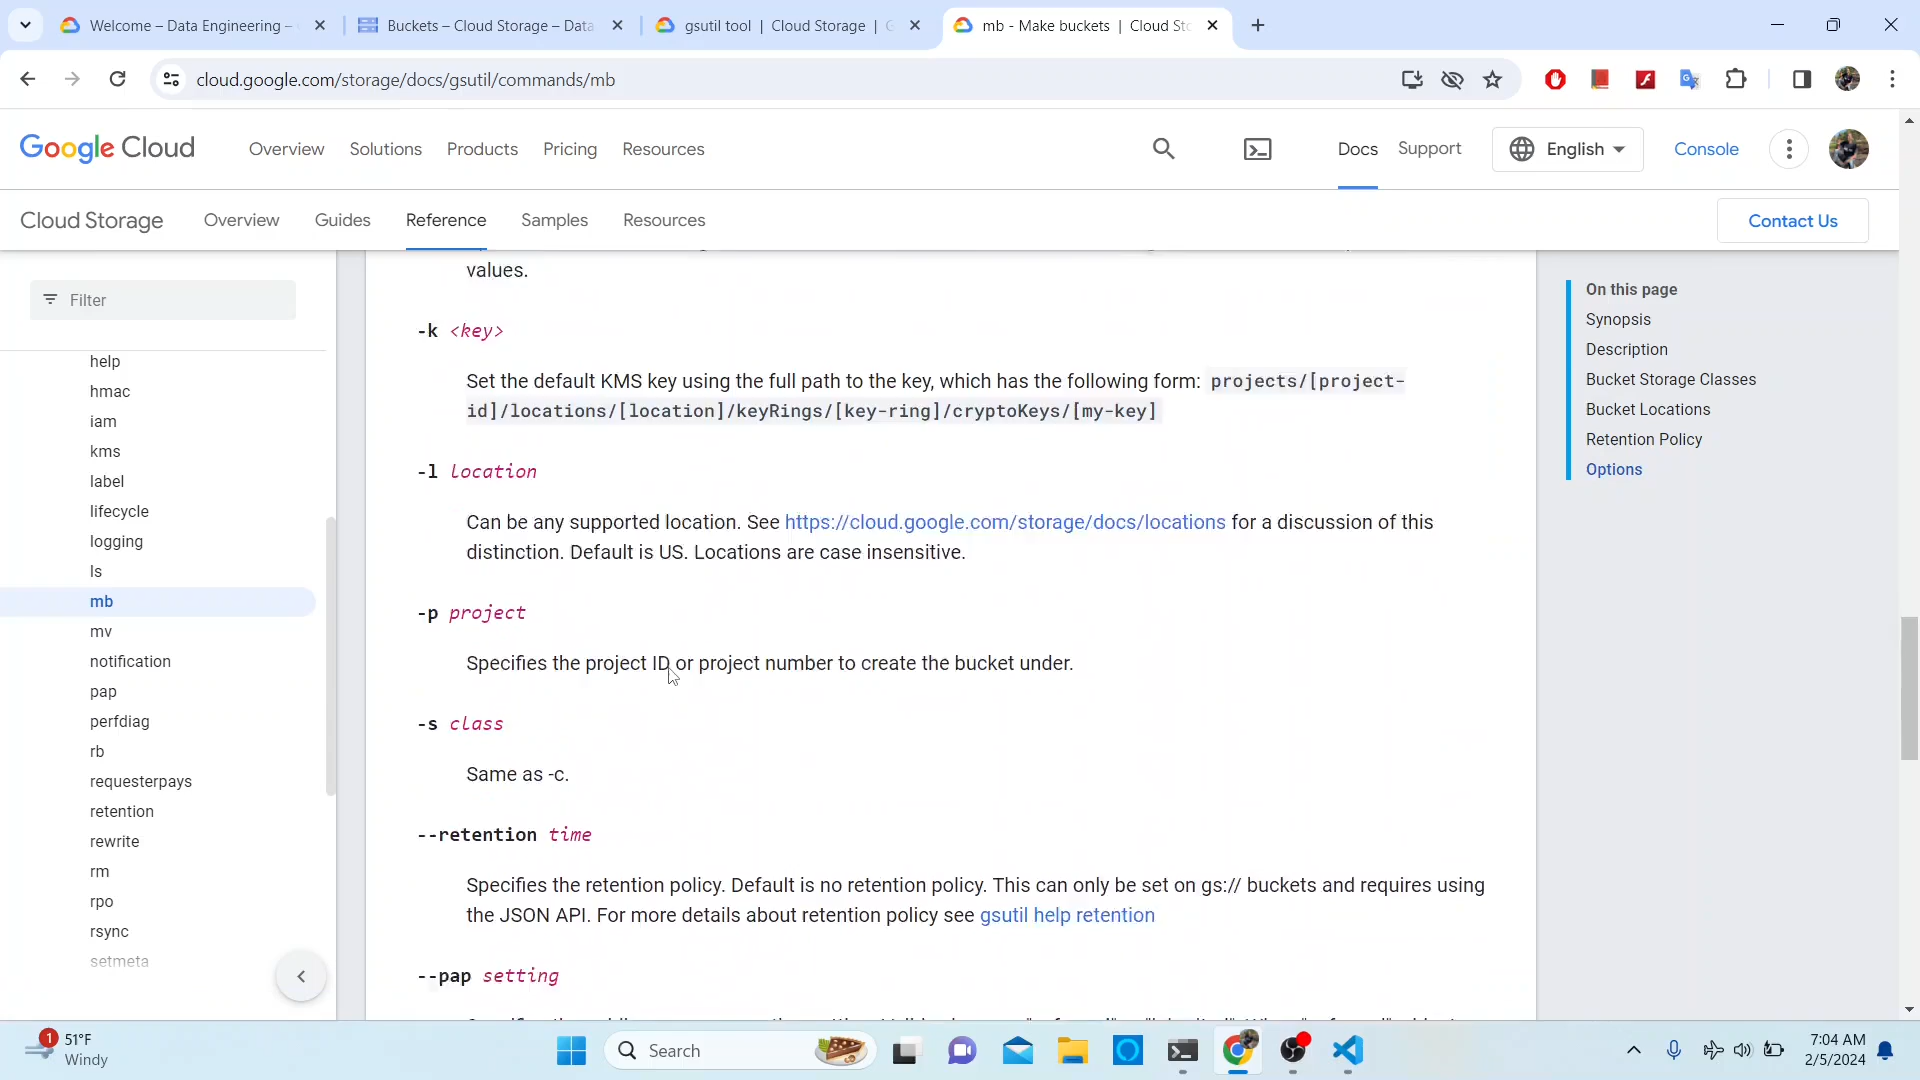 Welcome – Data Engineering –
Buckets – Cloud Storage – Data
gsutil tool | Cloud Storage | G
mb - Make buckets | Cloud Sto
cloud.google.com/storage/docs/gsutil/commands/mb
Google Cloud
Overview
Solutions
Products
Pricing
Resources
Docs
Support
English
Console
Cloud Storage
Overview
Guides
Reference
Samples
Resources
Contact Us
Filter
help
hmac
iam
kms
label
lifecycle
logging
ls
mb
mv
notification
pap
perfdiag
rb
requesterpays
retention
rewrite
rm
rpo
rsync
setmeta
values.
-k <key>
Set the default KMS key using the full path to the key, which has the following form: projects/[project-
id]/locations/[location]/keyRings/[key-ring]/cryptoKeys/[my-key]
-l location
Can be any supported location. See https://cloud.google.com/storage/docs/locations for a discussion of this
distinction. Default is US. Locations are case insensitive.
-p project
Specifies the project ID or project number to create the bucket under.
-s class
Same as -c.
--retention time
Specifies the retention policy. Default is no retention policy. This can only be set on gs:// buckets and requires using
the JSON API. For more details about retention policy see gsutil help retention
--pap setting
On this page
Synopsis
Description
Bucket Storage Classes
Bucket Locations
Retention Policy
Options
1
51°F
Windy
Search
7:04 AM
2/5/2024